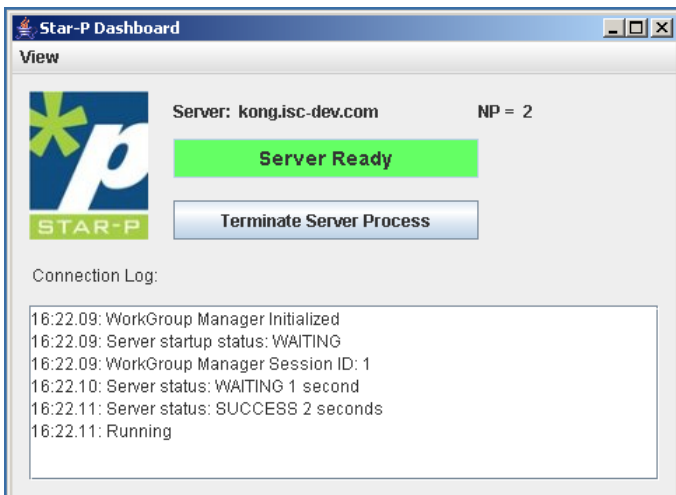 Star-P Dashboard
View
Server: kong.isc-dev.com NP = 2
*p
STAR-P
Server Ready
Terminate Server Process
Connection Log:
16:22.09: WorkGroup Manager Initialized
16:22.09: Server startup status: WAITING
16:22.09: WorkGroup Manager Session ID: 1
16:22.10: Server status: WAITING 1 second
16:22.11: Server status: SUCCESS 2 seconds
16:22.11: Running